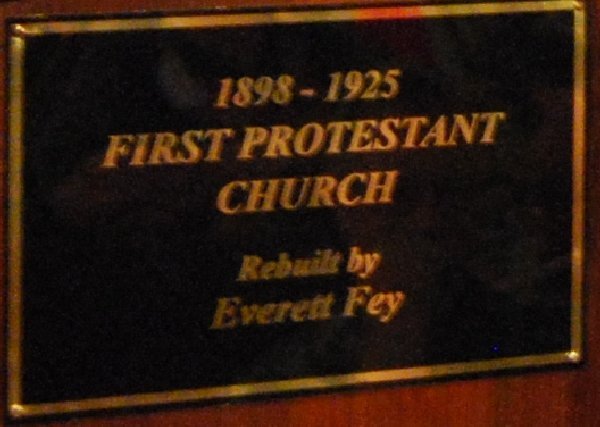 1898 - 1925
FIRST PROTESTANT
CHURCH
Rebuilt by
Everett Fey